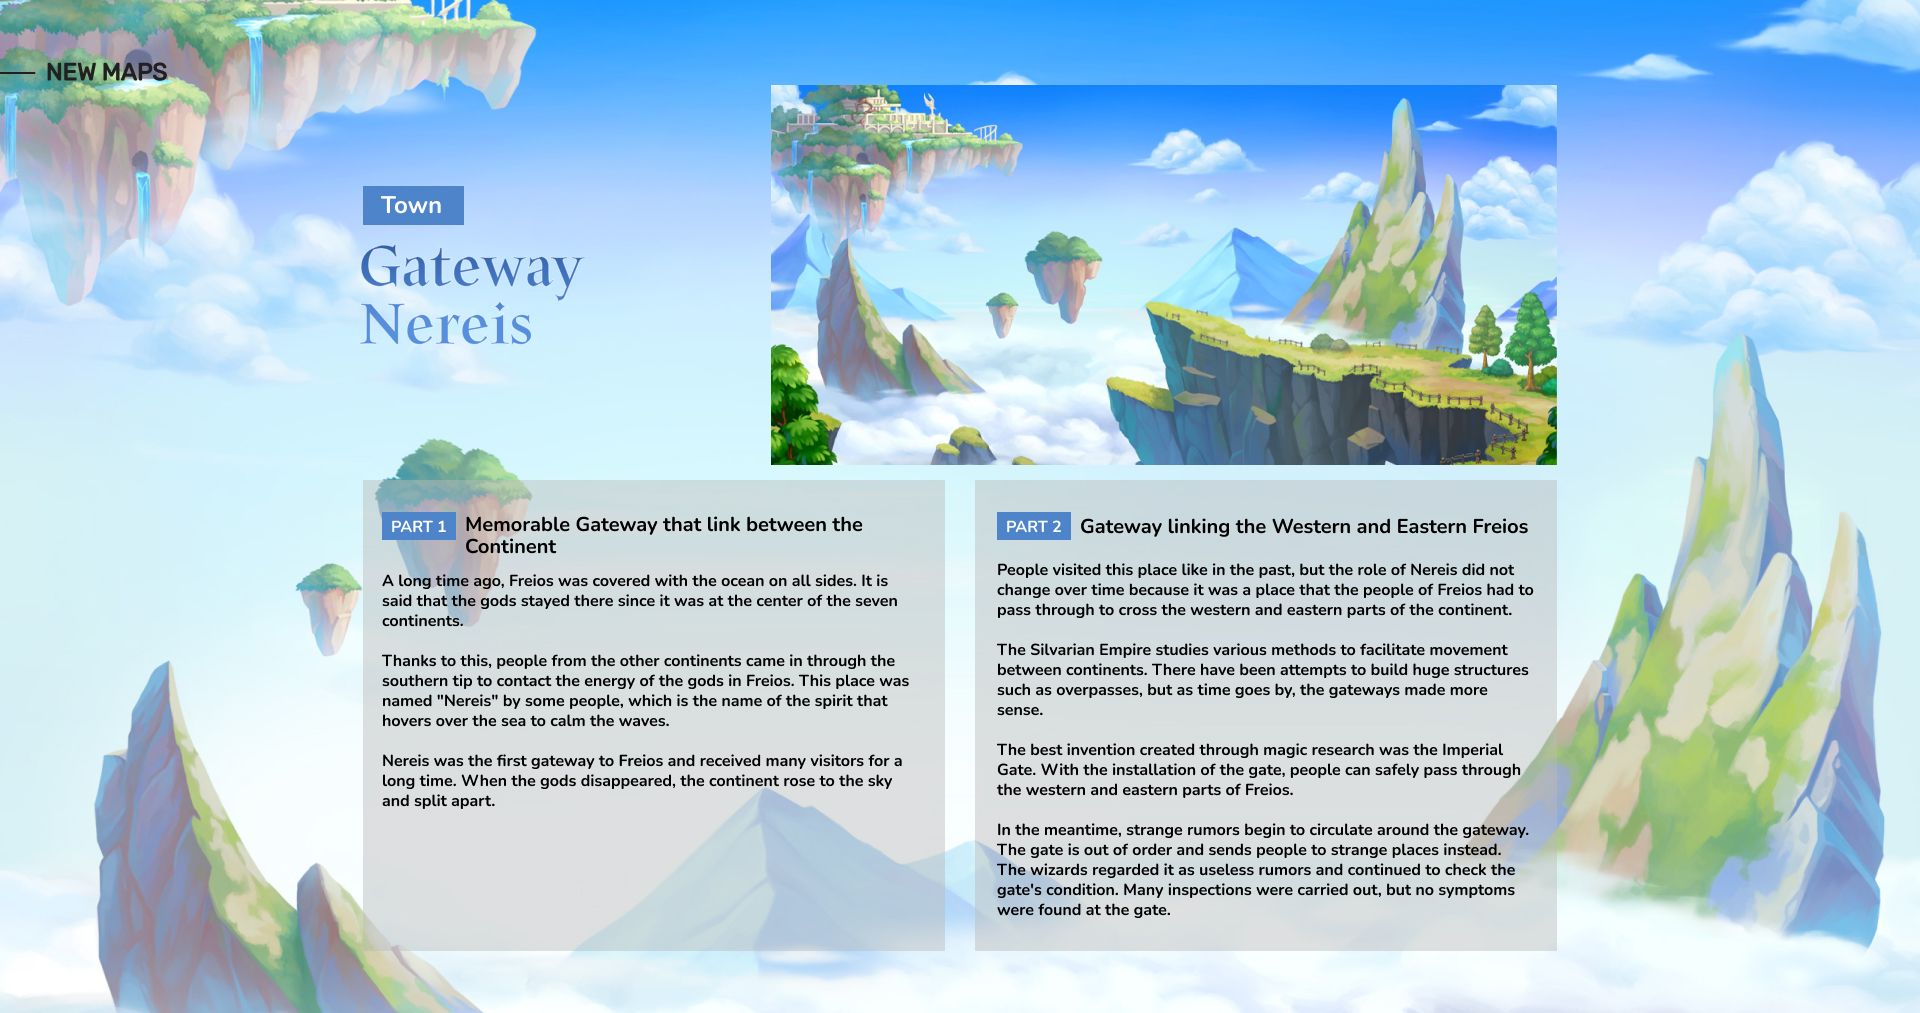 NEW MAPS
Town
Gateway
Nereis
PART 1
Memorable Gateway that link between the
Continent
A long time ago, Freios was covered with the ocean on all sides. It is
said that the gods stayed there since it was at the center of the seven
continents.
Thanks to this, people from the other continents came in through the
southern tip to contact the energy of the gods in Freios. This place was
named "Nereis" by some people, which is the name of the spirit that
hovers over the sea to calm the waves.
Nereis was the first gateway to Freios and received many visitors for a
long time. When the gods disappeared, the continent rose to the sky
and split apart.
PART 2
Gateway linking the Western and Eastern Freios
People visited this place like in the past, but the role of Nereis did not
change over time because it was a place that the people of Freios had to
pass through to cross the western and eastern parts of the continent.
The Silvarian Empire studies various methods to facilitate movement
between continents. There have been attempts to build huge structures
such as overpasses, but as time goes by, the gateways made more
sense.
The best invention created through magic research was the Imperial
Gate. With the installation of the gate, people can safely pass through
the western and eastern parts of Freios.
In the meantime, strange rumors begin to circulate around the gateway.
The gate is out of order and sends people to strange places instead.
The wizards regarded it as useless rumors and continued to check the
gate's condition. Many inspections were carried out, but no symptoms
were found at the gate.